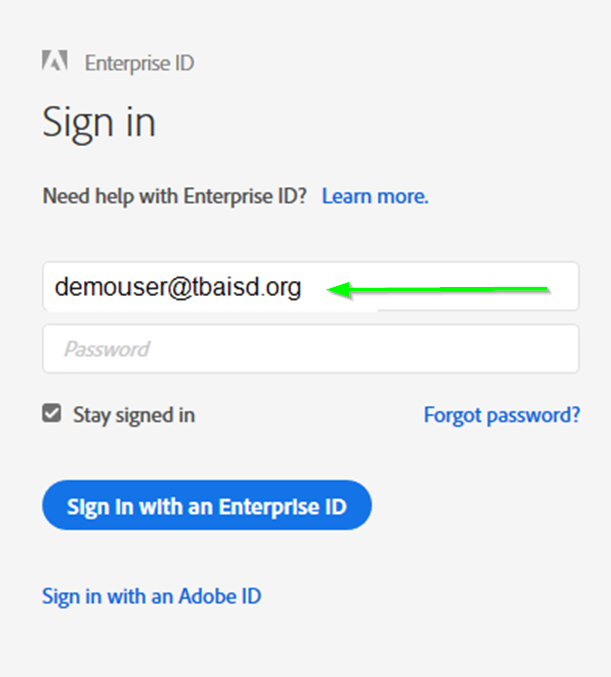 Enterprise ID
Sign in
Need help with Enterprise ID? Learn more.
demouser@tbaisd.org
Password
Stay signed in Forgot password?
Sign in with an Enterprise ID
Sign in with an Adobe ID